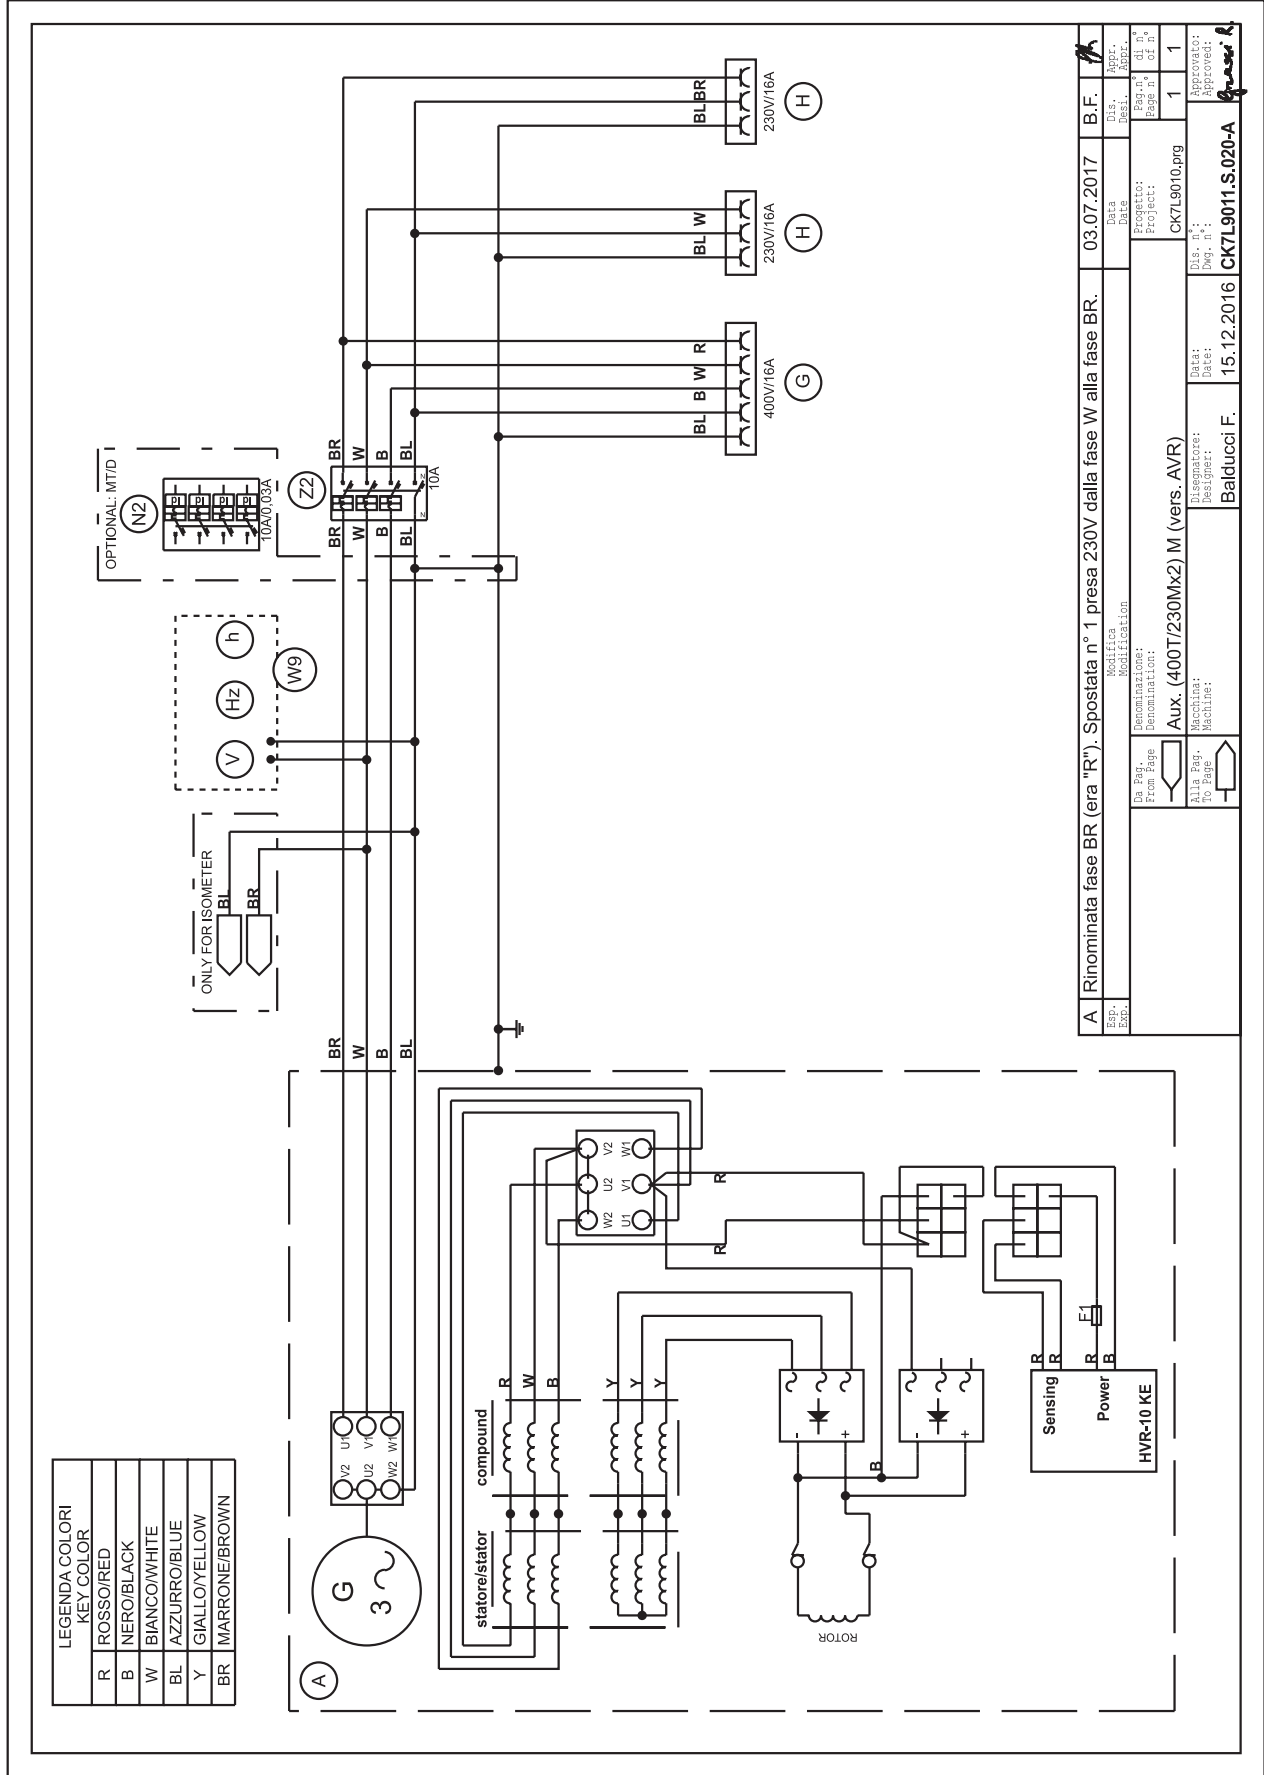 LEGENDA COLORI
KEY COLOR
R ROSSO/RED
B NERO/BLACK
W BIANCO/WHITE
BL AZZURRO/BLUE
Y GIALLO/YELLOW
BR MARRONE/BROWN
A
G
3
V2 U1
U2 V1
W2 W1
BR
W
B
BL
ONLY FOR ISOMETER
BL
BR
V
Hz
h
W9
OPTIONAL: MT/D
N2
pI pI pI pI
10A/0,03A
Z2
BR
W
B
BL
N
N
10A
BR
W
B
BL
BL B W R
400V/16A
G
BL W
230V/16A
H
BL BR
230V/16A
H
statore/stator
compound
R
W
B
Y
Y
Y
W2 U2 V2
U1 V1 W1
R
R
ROTOR
- +
- +
B
F1
R
R
R
B
Sensing
Power
HVR-10 KE
A Rinominata fase BR (era "R"). Spostata n° 1 presa 230V dalla fase W alla fase BR. 03.07.2017 B.F.
Esp. Modifica Data Dis. Appr.
Exp. Modification Date Desi. Appr.
Da Pag.
From Page
Denominazione:
Denomination:
Aux. (400T/230Mx2) M (vers. AVR)
Progetto:
Project:
CK7L9010.prg
Pag.n° di n°
Page n° of n°
1 1
Alla Pag.
To Page
Macchina:
Machine:
Disegnatore:
Designer:
Balducci F.
Data:
Date:
15.12.2016
Dis. n°:
Dwg. n°:
CK7L9011.S.020-A
Approvato:
Approved: